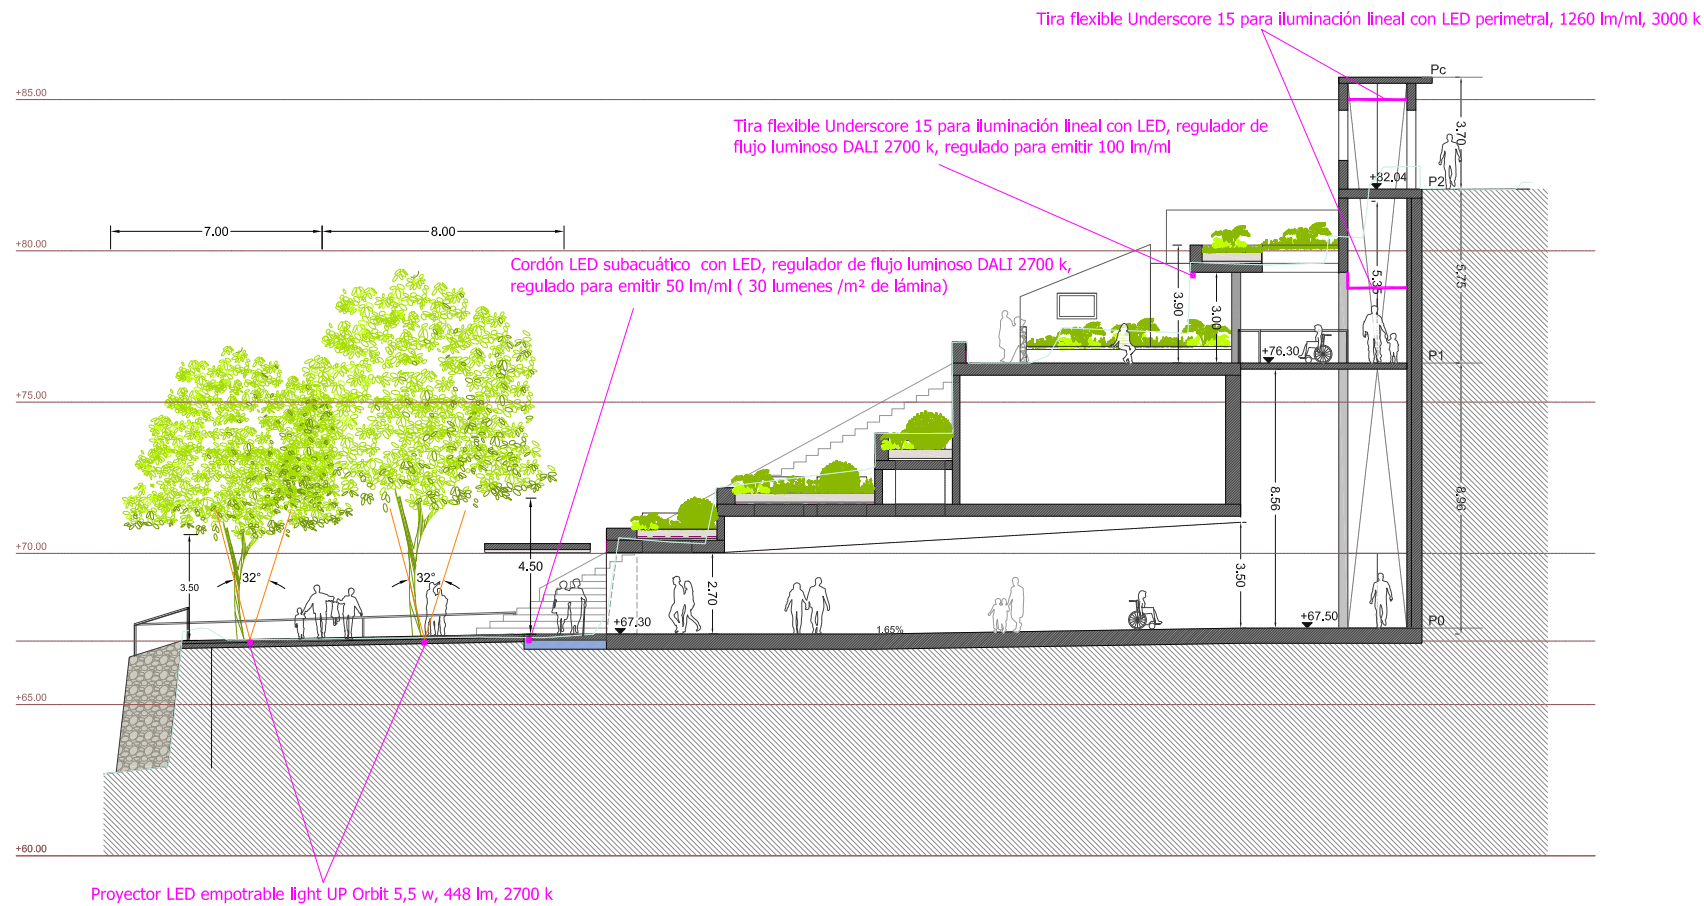 Tira flexible Underscore 15 para iluminación lineal con LED perimetral, 1260 lm/ml, 3000 k
Pc
+85.00
Tira flexible Underscore 15 para iluminación lineal con LED, regulador de
flujo luminoso DALI 2700 k, regulado para emitir 100 lm/ml
3.70
+32.04
P2
7.00
8.00
+80.00
Cordón LED subacuático con LED, regulador de flujo luminoso DALI 2700 k,
regulado para emitir 50 lm/ml ( 30 lumenes /m² de lámina)
5.35
5.75
3.90
3.00
+76.30
P1
+75.00
8.56
8.96
+70.00
4.50
3.50
32°
32°
2.70
3.50
+67,30
1.65%
+67.50
P0
+65.00
+60.00
Proyector LED empotrable light UP Orbit 5,5 w, 448 lm, 2700 k